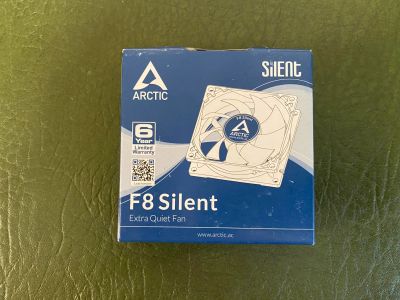 SiLENT
ARCTIC
6
Year
Limited
Warranty
F8 Silent
Extra Quiet Fan
www.arctic.ac